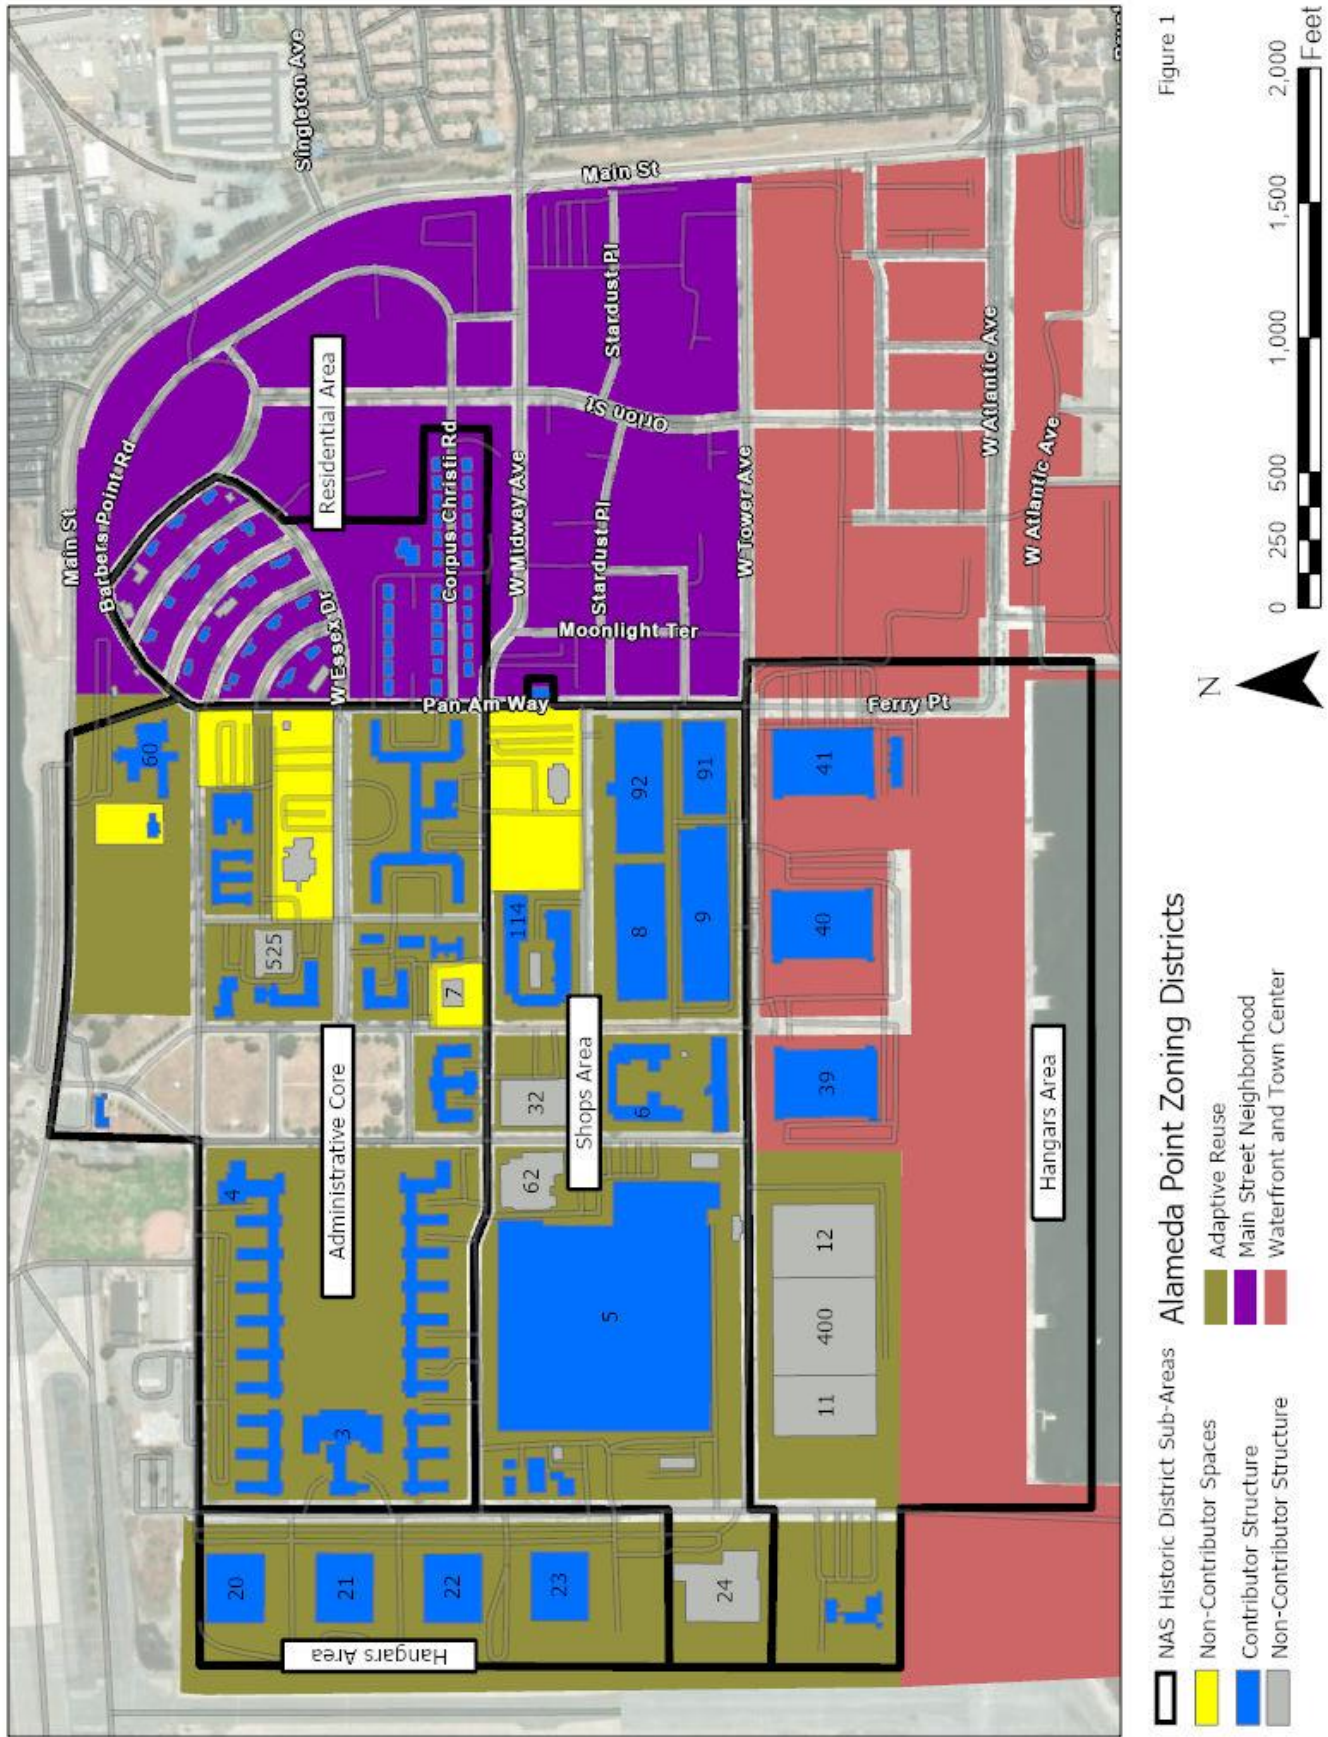 Singleton Ave
Main St
Main St
Barbers Point Rd
Residential Area
Stardust Pl
Orion St
Corpus Christi Rd
W Midway Ave
W Essex Dr
Stardust Pl
Moonlight Ter
W Tower Ave
W Atlantic Ave
W Atlantic Ave
Pan Am Way
Ferry Pt
60
525
7
114
92
91
8
9
41
40
39
32
6
62
4
3
5
12
400
11
20
21
22
23
24
Administrative Core
Shops Area
Hangars Area
Hangars Area
Figure 1
0 250 500 1,000 1,500 2,000
Feet
N
Alameda Point Zoning Districts
Adaptive Reuse
Main Street Neighborhood
Waterfront and Town Center
NAS Historic District Sub-Areas
Non-Contributor Spaces
Contributor Structure
Non-Contributor Structure